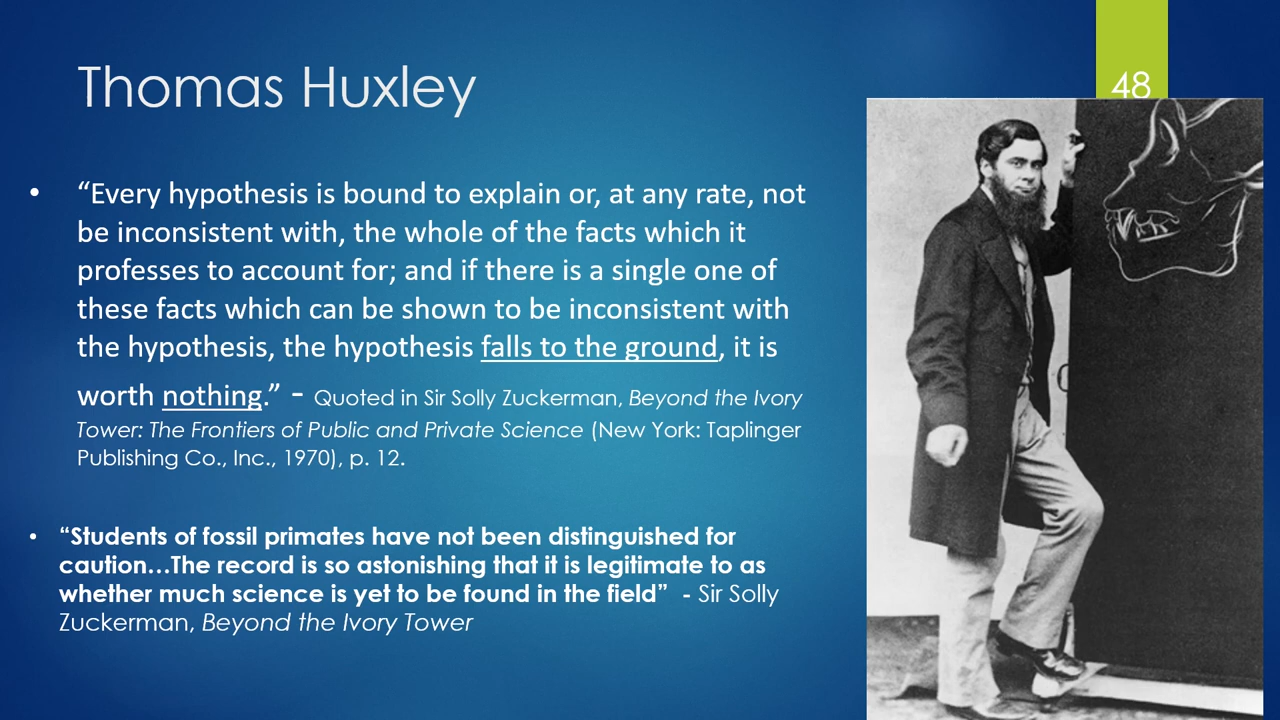 Thomas Huxley
48
• “Every hypothesis is bound to explain or, at any rate, not
be inconsistent with, the whole of the facts which it
professes to account for; and if there is a single one of
these facts which can be shown to be inconsistent with
the hypothesis, the hypothesis falls to the ground, it is
worth nothing.” - Quoted in Sir Solly Zuckerman, Beyond the Ivory
Tower: The Frontiers of Public and Private Science (New York: Taplinger
Publishing Co., Inc., 1970), p. 12.
• “Students of fossil primates have not been distinguished for
caution…The record is so astonishing that it is legitimate to as
whether much science is yet to be found in the field” - Sir Solly
Zuckerman, Beyond the Ivory Tower